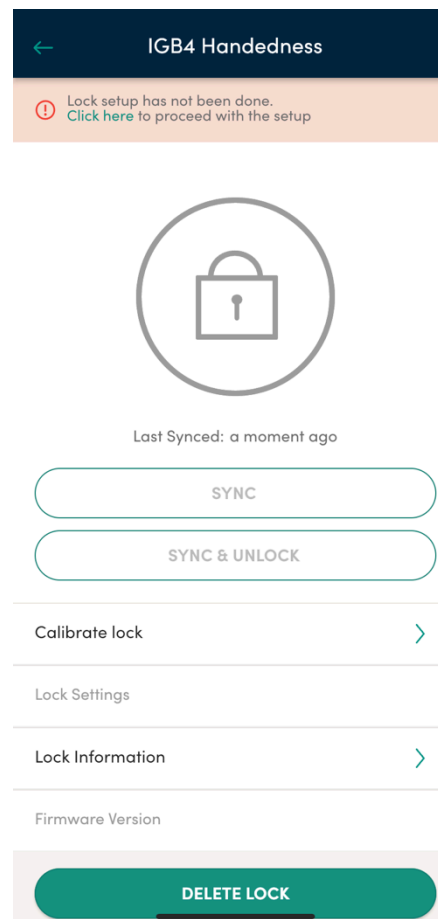 IGB4 Handedness
Lock setup has not been done.
Click here to proceed with the setup
Last Synced: a moment ago
SYNC
SYNC & UNLOCK
Calibrate lock
Lock Settings
Lock Information
Firmware Version
DELETE LOCK